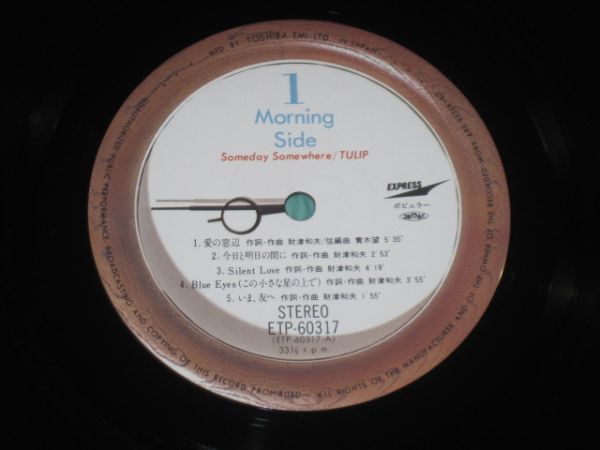 MFD BY TOSHIBA EMI LTD. IN JAPAN
1
Morning
Side
Someday Somewhere/TULIP
EXPRESS
ポピュラー
1. 愛の窓辺 作詞・作曲 財津和夫/弦編曲 青木望 5'35"
2. 今日と明日の間に 作詞・作曲 財津和夫 2'53"
3. Silent Love 作詞・作曲 財津和夫 4'19"
4. Blue Eyes(この小さな星の上で) 作詞・作曲 財津和夫 3'55"
5. いま、友へ 作詞・作曲 財津和夫 1'55"
STEREO
ETP-60317
(ETP-60317-A)
33⅓ r.p.m.
UNAUTHORIZED PUBLIC PERFORMANCE, BROADCASTING AND COPYING OF THIS RECORD PROHIBITED - ALL RIGHTS OF THE MANUFACTURER AND OF THE OWNER OF THE RECORDED WORK ARE RESERVED